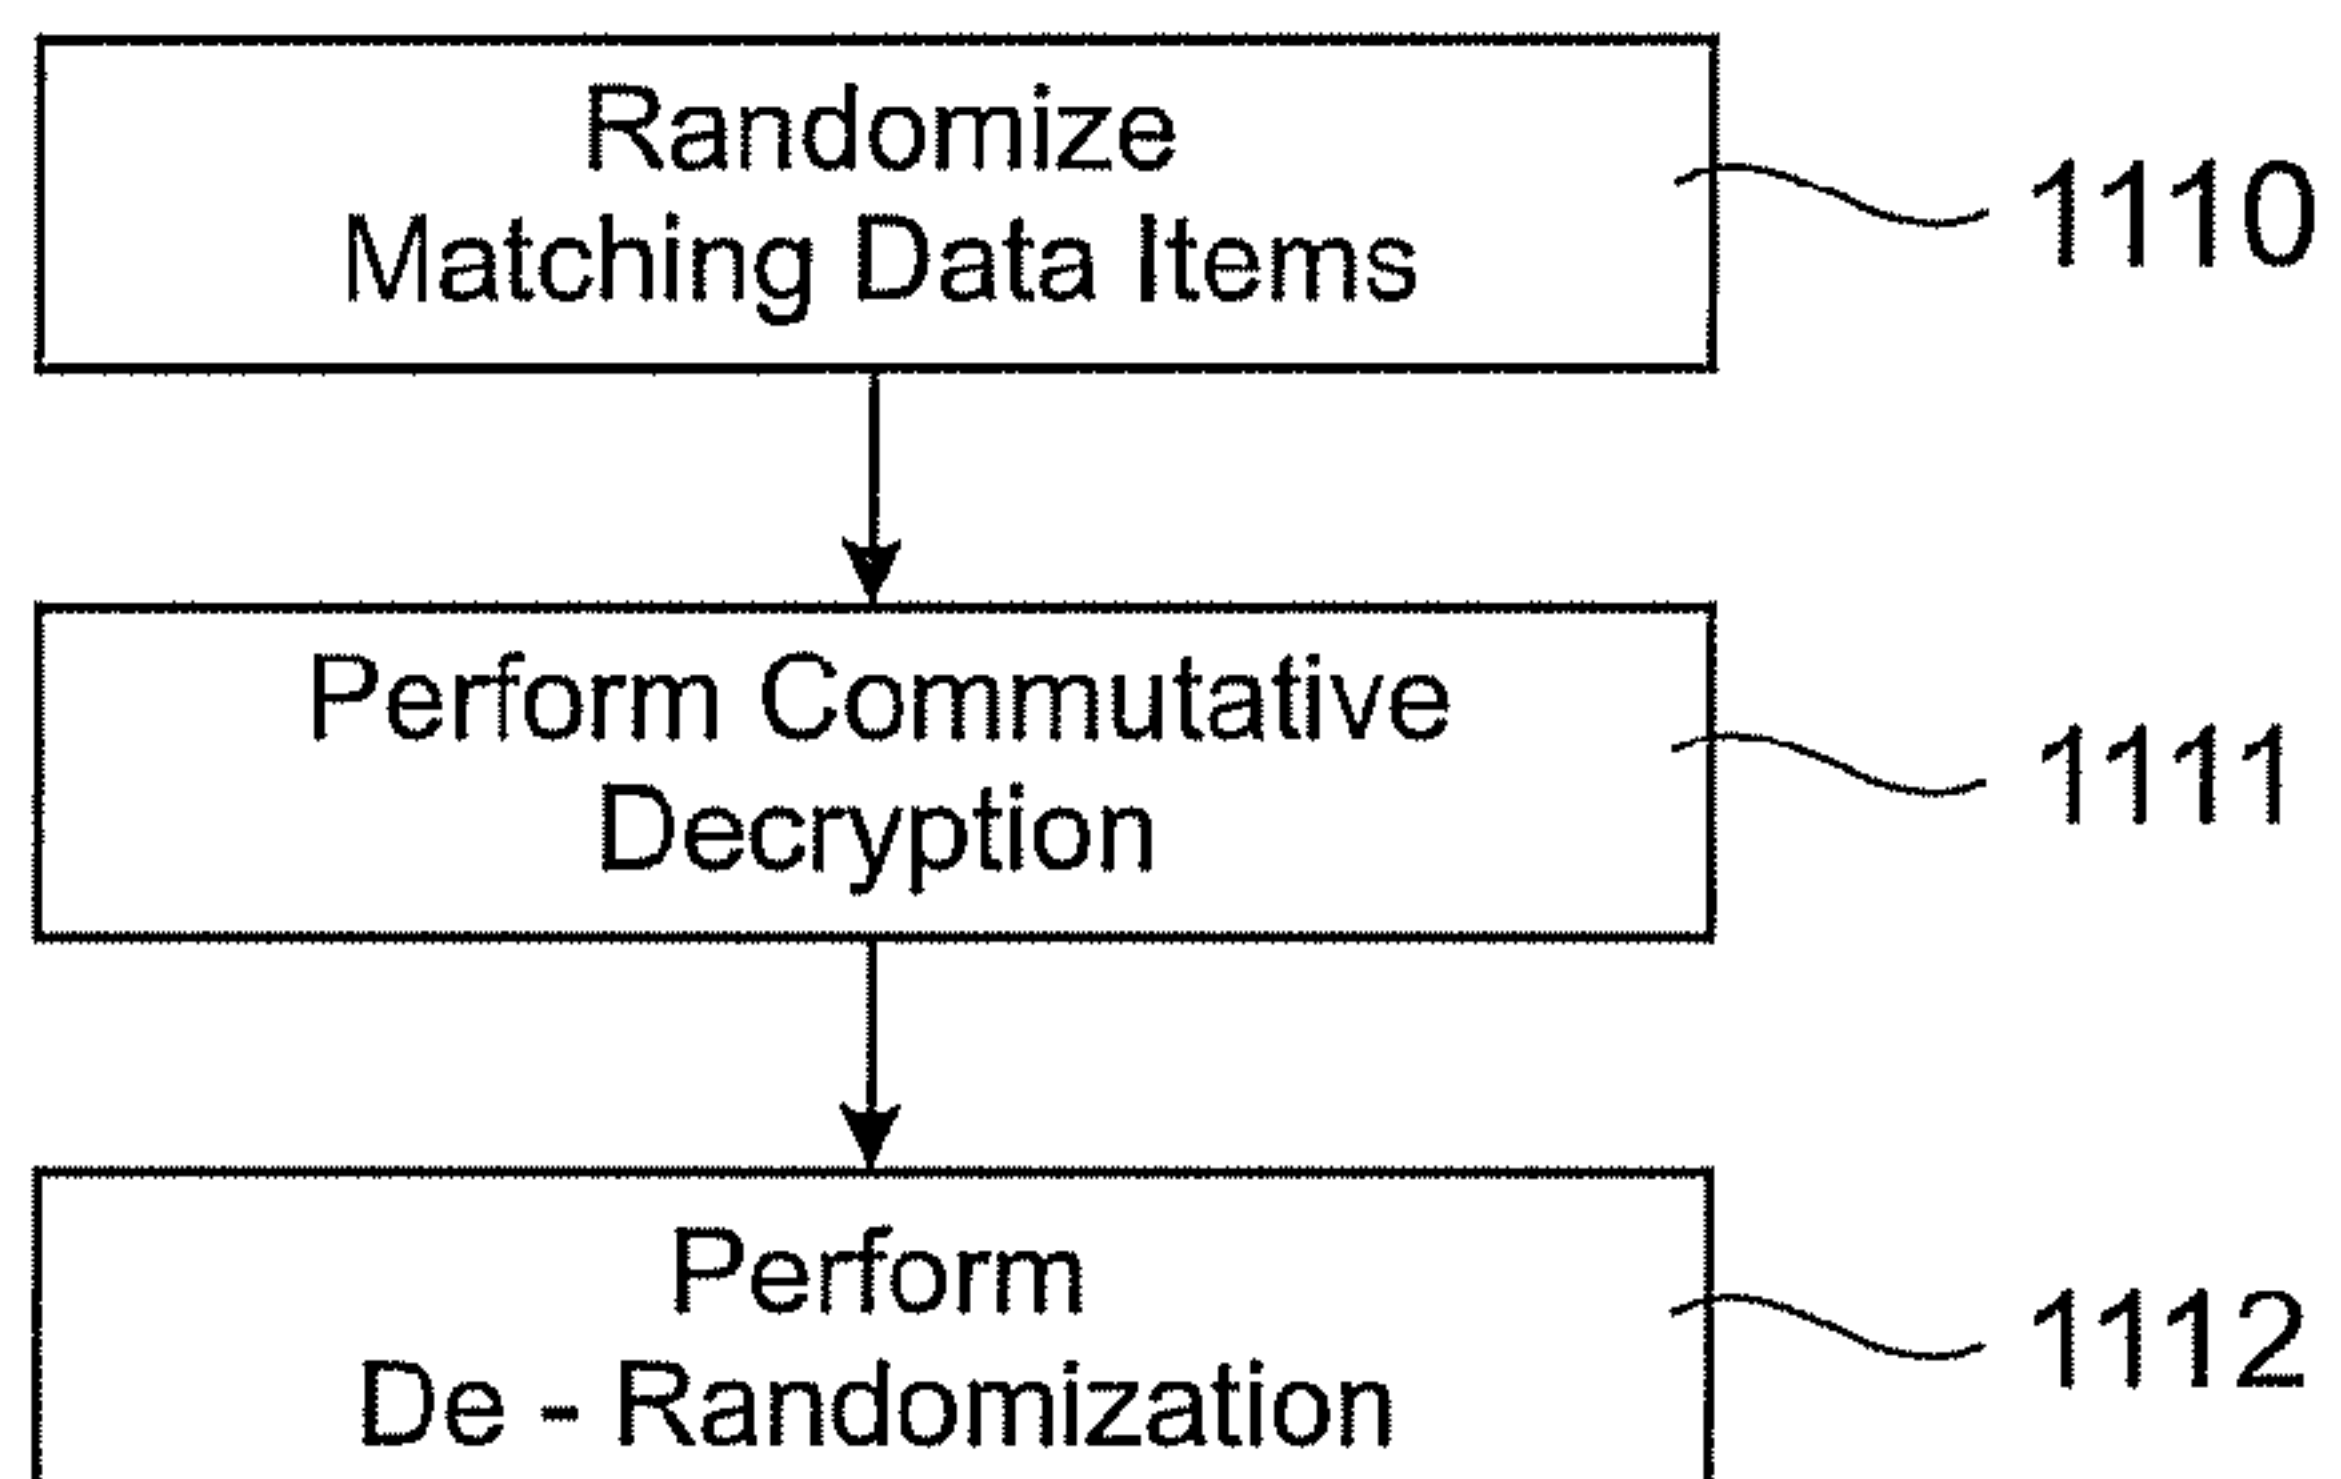 Randomize
Matching Data Items
1110
Perform Commutative
Decryption
1111
Perform
De - Randomization
1112